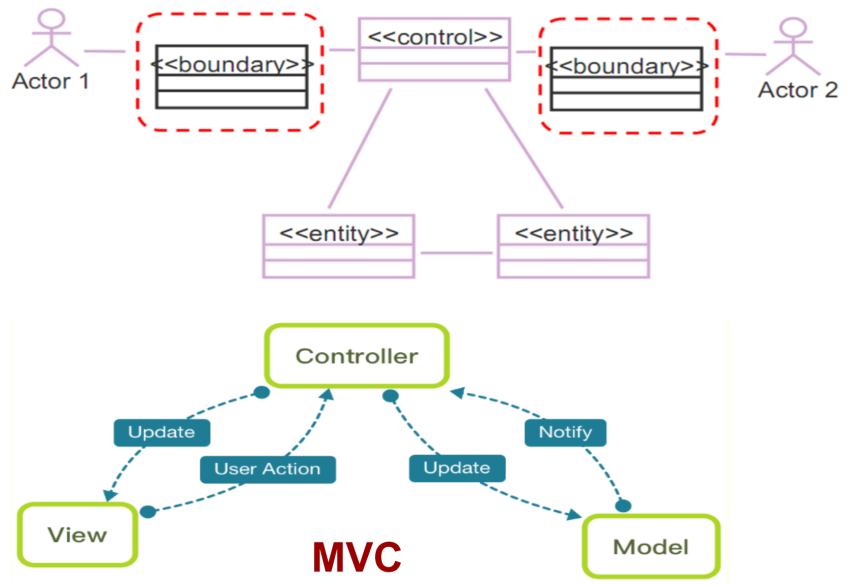 <<control>>
<<boundary>>
<<boundary>>
Actor 1
Actor 2
<<entity>>
<<entity>>
Controller
Update
Notify
User Action
Update
View
Model
MVC